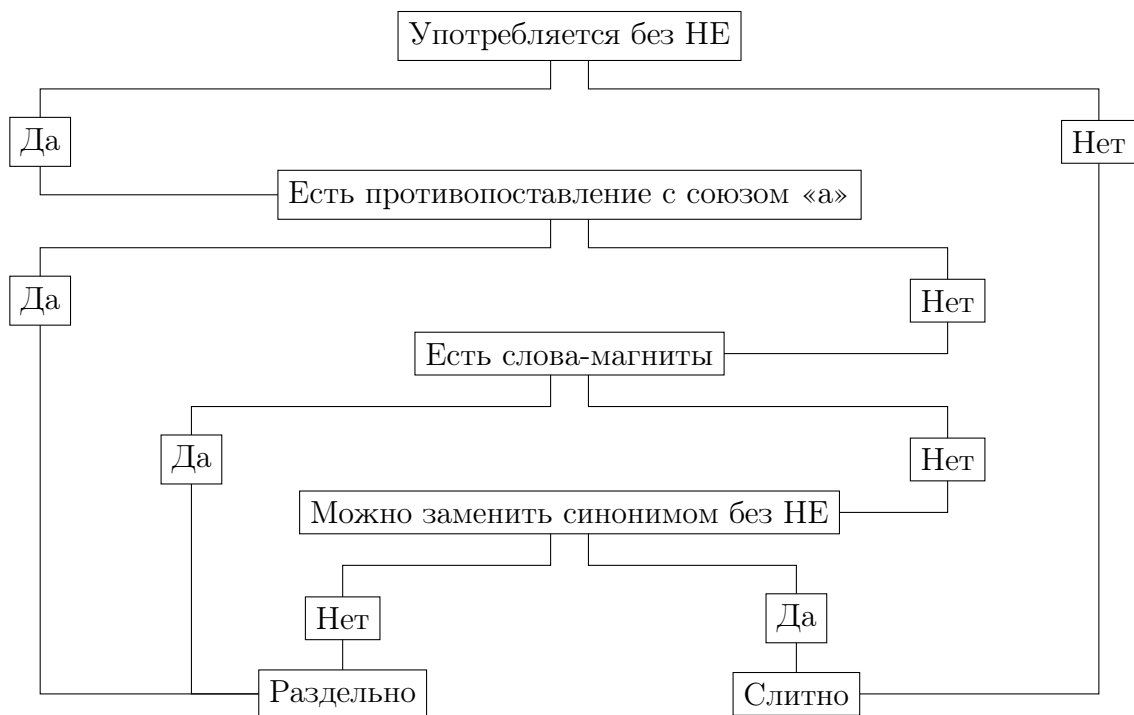 Употребляется без НЕ
Да
Нет
Есть противопоставление с союзом «а»
Да
Нет
Есть слова-магниты
Да
Нет
Можно заменить синонимом без НЕ
Нет
Да
Раздельно
Слитно